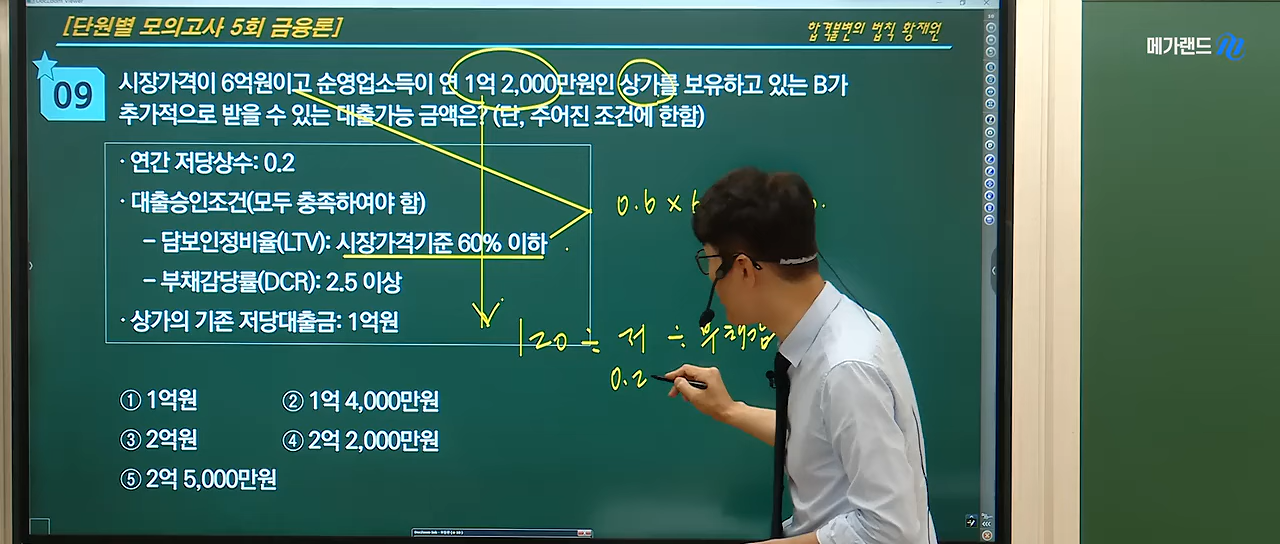 [단원별 모의고사 5회 금융론]
합격불변의 법칙 황재원
메가랜드
09
시장가격이 6억원이고 순영업소득이 연 1억 2,000만원인 상가를 보유하고 있는 B가
추가적으로 받을 수 있는 대출가능 금액은? (단, 주어진 조건에 한함)
· 연간 저당상수: 0.2
· 대출승인조건(모두 충족하여야 함)
– 담보인정비율(LTV): 시장가격기준 60% 이하
– 부채감당률(DCR): 2.5 이상
· 상가의 기존 저당대출금: 1억원
0.6 ×
120 ÷ 저 ÷ 부채감
0.2
① 1억원
② 1억 4,000만원
③ 2억원
④ 2억 2,000만원
⑤ 2억 5,000만원